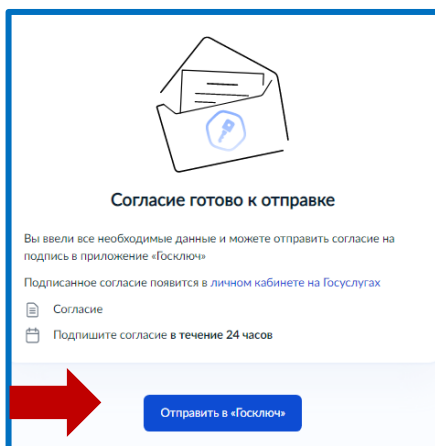 Согласие готово к отправке
Вы ввели все необходимые данные и можете отправить согласие на
подпись в приложение «Госключ»
Подписанное согласие появится в личном кабинете на Госуслугах
Согласие
Подпишите согласие в течение 24 часов
Отправить в «Госключ»